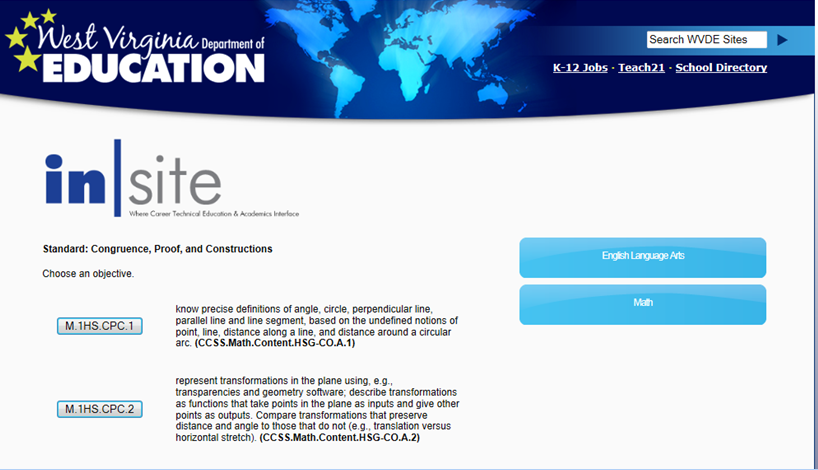 West Virginia Department of
EDUCATION
Search WVDE Sites
K-12 Jobs · Teach21 · School Directory
in|site
Where Career Technical Education & Academics Interface
Standard: Congruence, Proof, and Constructions
Choose an objective.
English Language Arts
Math
M.1HS.CPC.1
know precise definitions of angle, circle, perpendicular line,
parallel line and line segment, based on the undefined notions of
point, line, distance along a line, and distance around a circular
arc. (CCSS.Math.Content.HSG-CO.A.1)
M.1HS.CPC.2
represent transformations in the plane using, e.g.,
transparencies and geometry software; describe transformations
as functions that take points in the plane as inputs and give other
points as outputs. Compare transformations that preserve
distance and angle to those that do not (e.g., translation versus
horizontal stretch). (CCSS.Math.Content.HSG-CO.A.2)